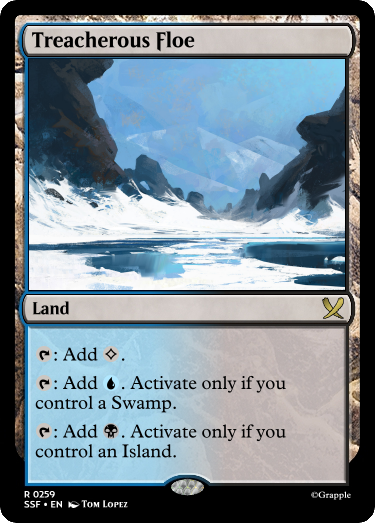 Treacherous Floe
Land
: Add .
: Add . Activate only if you
control a Swamp.
: Add . Activate only if you
control an Island.
R 0259
SSF • EN Tom Lopez
©Grapple